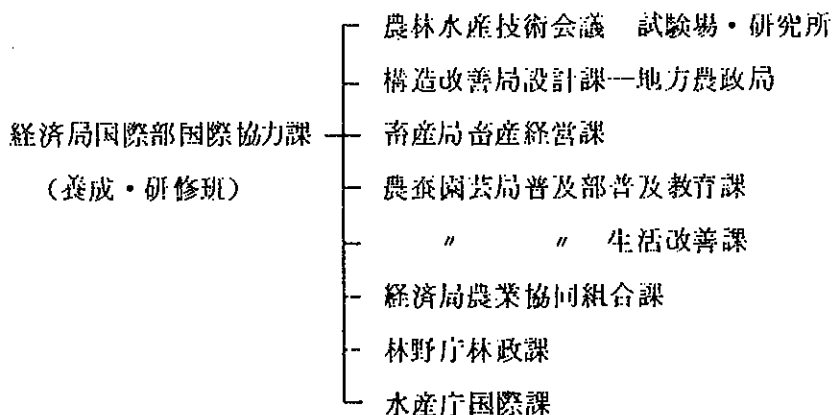 農林水産技術会議 試験場・研究所
構造改善局設計課―地方農政局
経済局国際部国際協力課
畜産局畜産経営課
(養成・研修班)
農蚕園芸局普及部普及教育課
〃 〃 生活改善課
経済局農業協同組合課
林野庁林政課
水産庁国際課